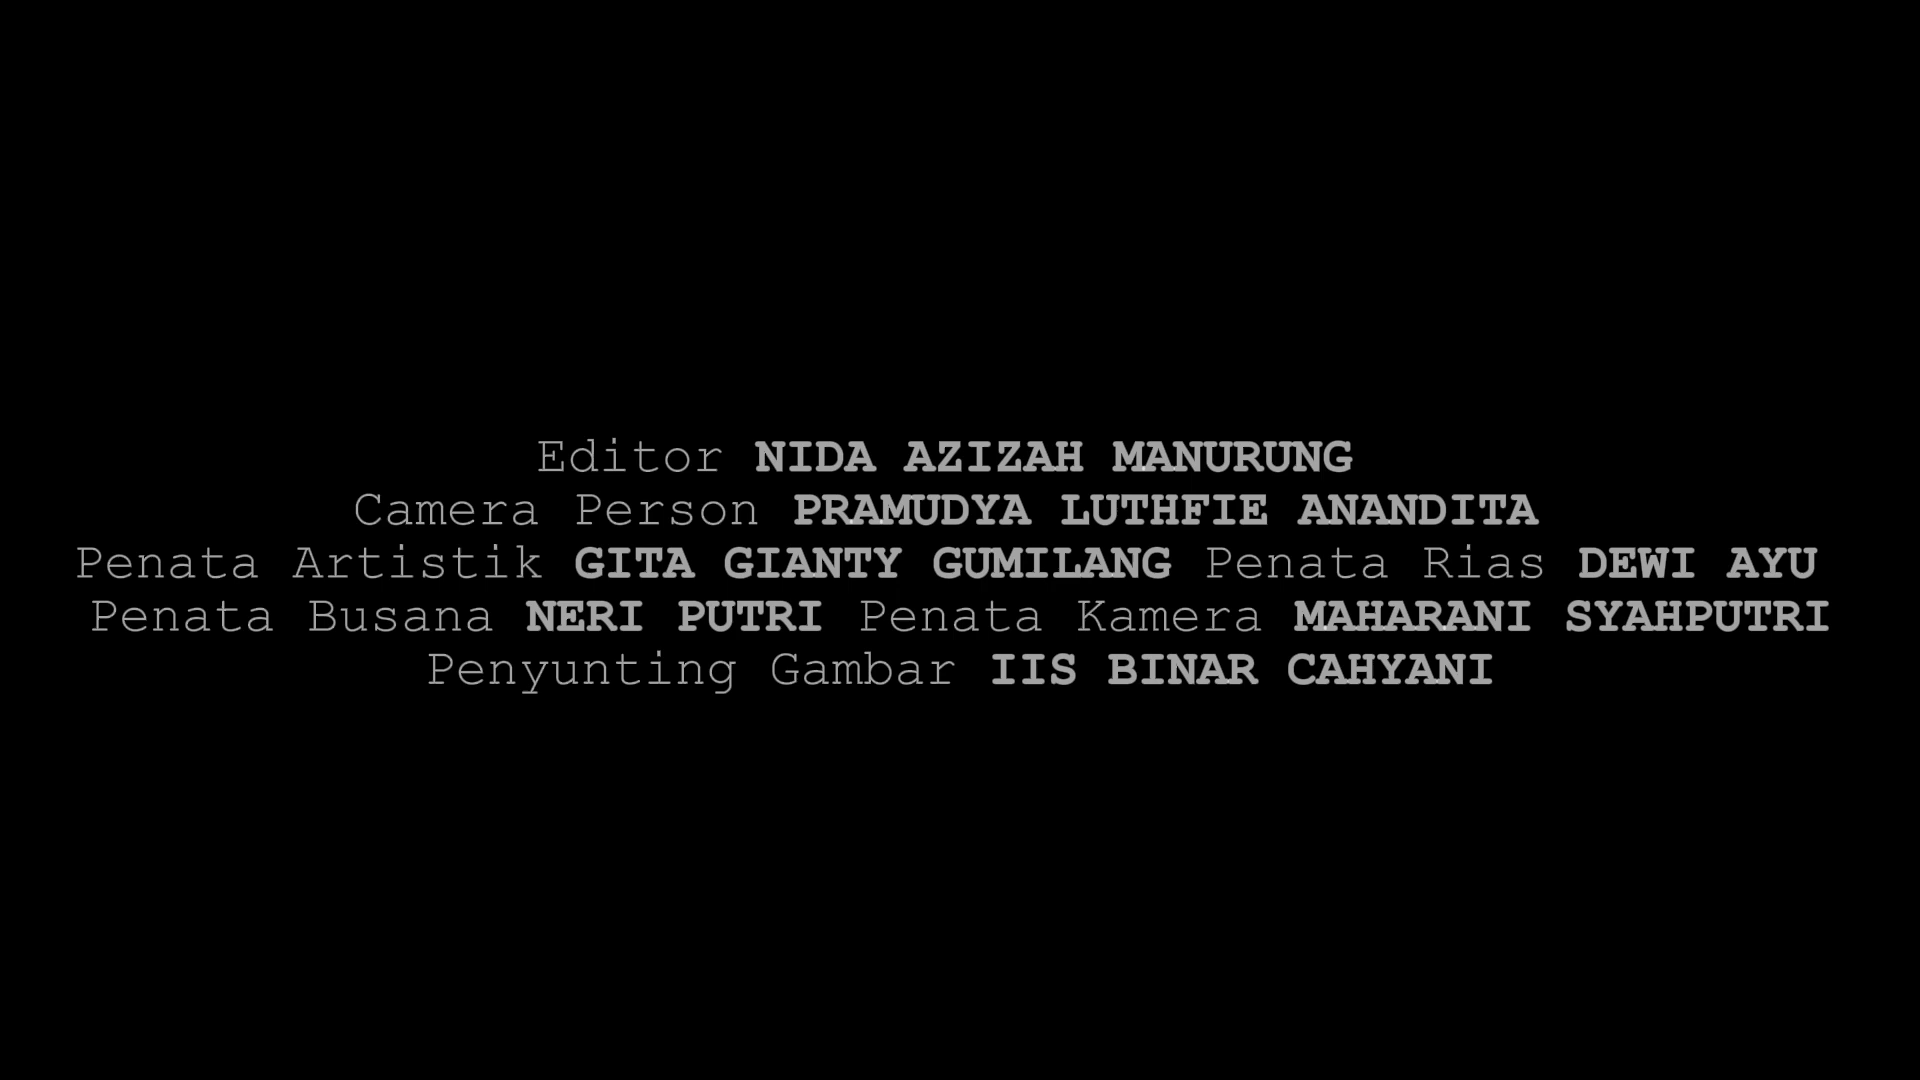 Editor NIDA AZIZAH MANURUNG
Camera Person PRAMUDYA LUTHFIE ANANDITA
Penata Artistik GITA GIANTY GUMILANG Penata Rias DEWI AYU
Penata Busana NERI PUTRI Penata Kamera MAHARANI SYAHPUTRI
Penyunting Gambar IIS BINAR CAHYANI